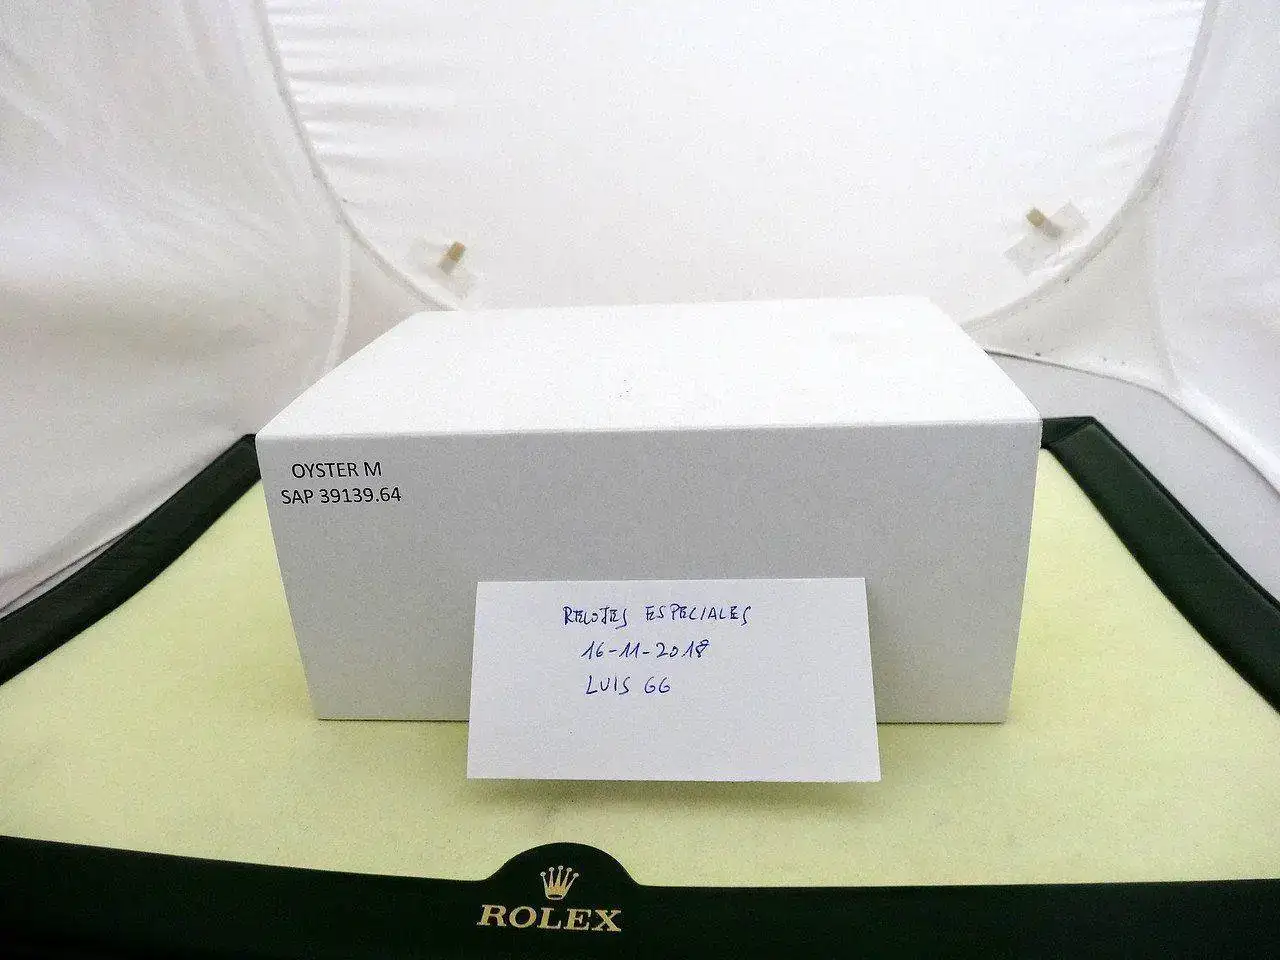 OYSTER M
SAP 39139.64
RELOJES ESPECIALES
16-11-2018
LUIS GG
ROLEX